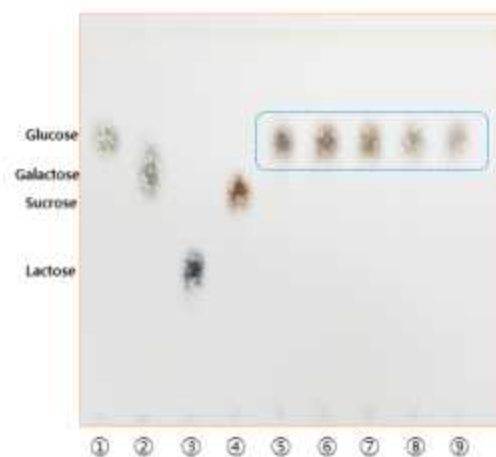 Glucose
Galactose
Sucrose
Lactose
① ② ③ ④ ⑤ ⑥ ⑦ ⑧ ⑨